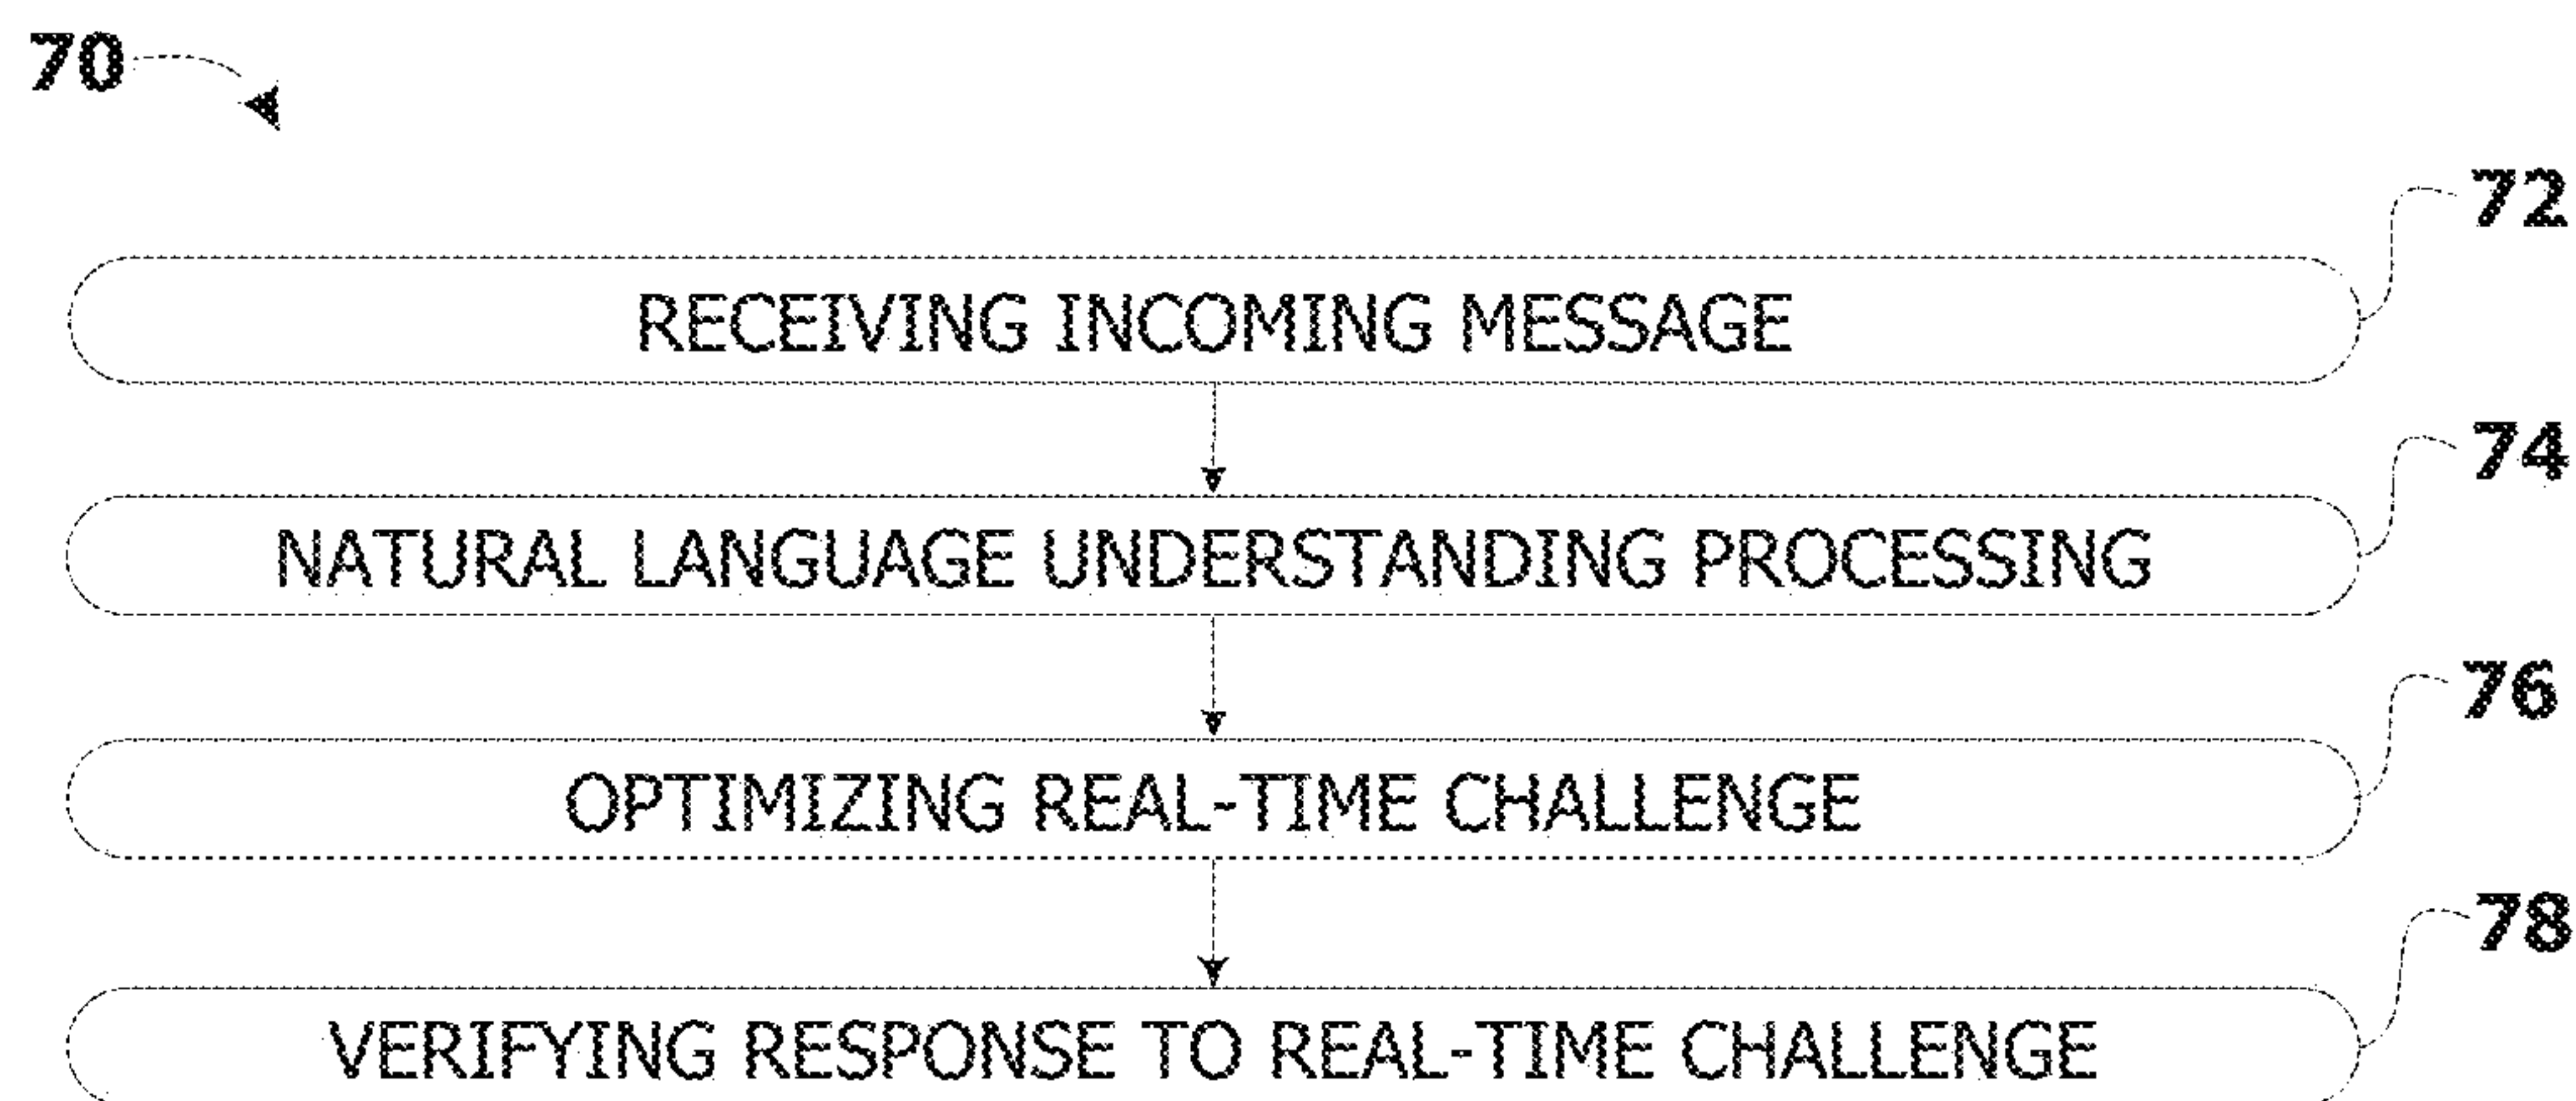 70
72
RECEIVING INCOMING MESSAGE
74
NATURAL LANGUAGE UNDERSTANDING PROCESSING
76
OPTIMIZING REAL-TIME CHALLENGE
78
VERIFYING RESPONSE TO REAL-TIME CHALLENGE